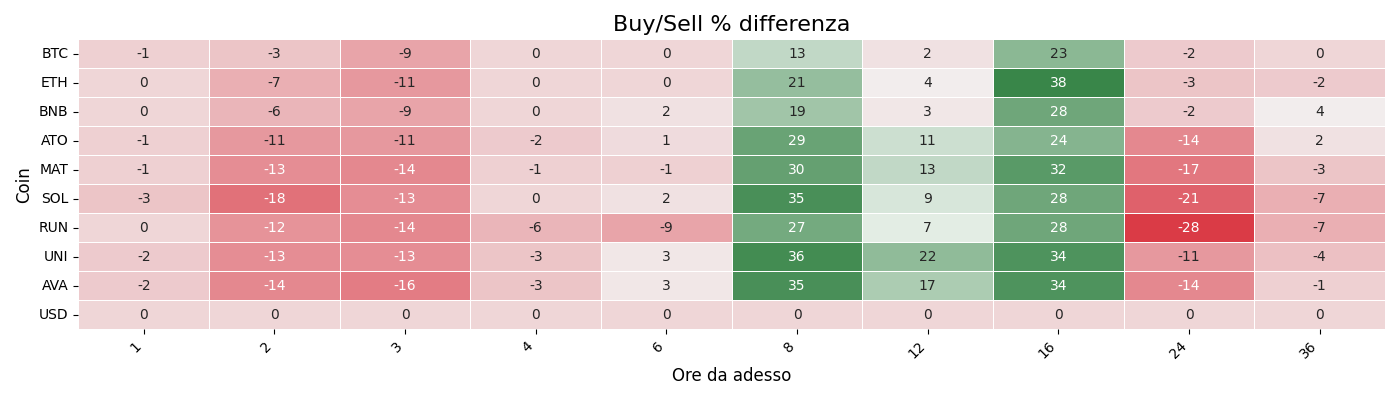 Buy/Sell % differenza
Coin
BTC -1 -3 -9 0 0 13 2 23 -2 0
ETH 0 -7 -11 0 0 21 4 38 -3 -2
BNB 0 -6 -9 0 2 19 3 28 -2 4
ATO -1 -11 -11 -2 1 29 11 24 -14 2
MAT -1 -13 -14 -1 -1 30 13 32 -17 -3
SOL -3 -18 -13 0 2 35 9 28 -21 -7
RUN 0 -12 -14 -6 -9 27 7 28 -28 -7
UNI -2 -13 -13 -3 3 36 22 34 -11 -4
AVA -2 -14 -16 -3 3 35 17 34 -14 -1
USD 0 0 0 0 0 0 0 0 0 0
1 2 3 4 6 8 12 16 24 36
Ore da adesso